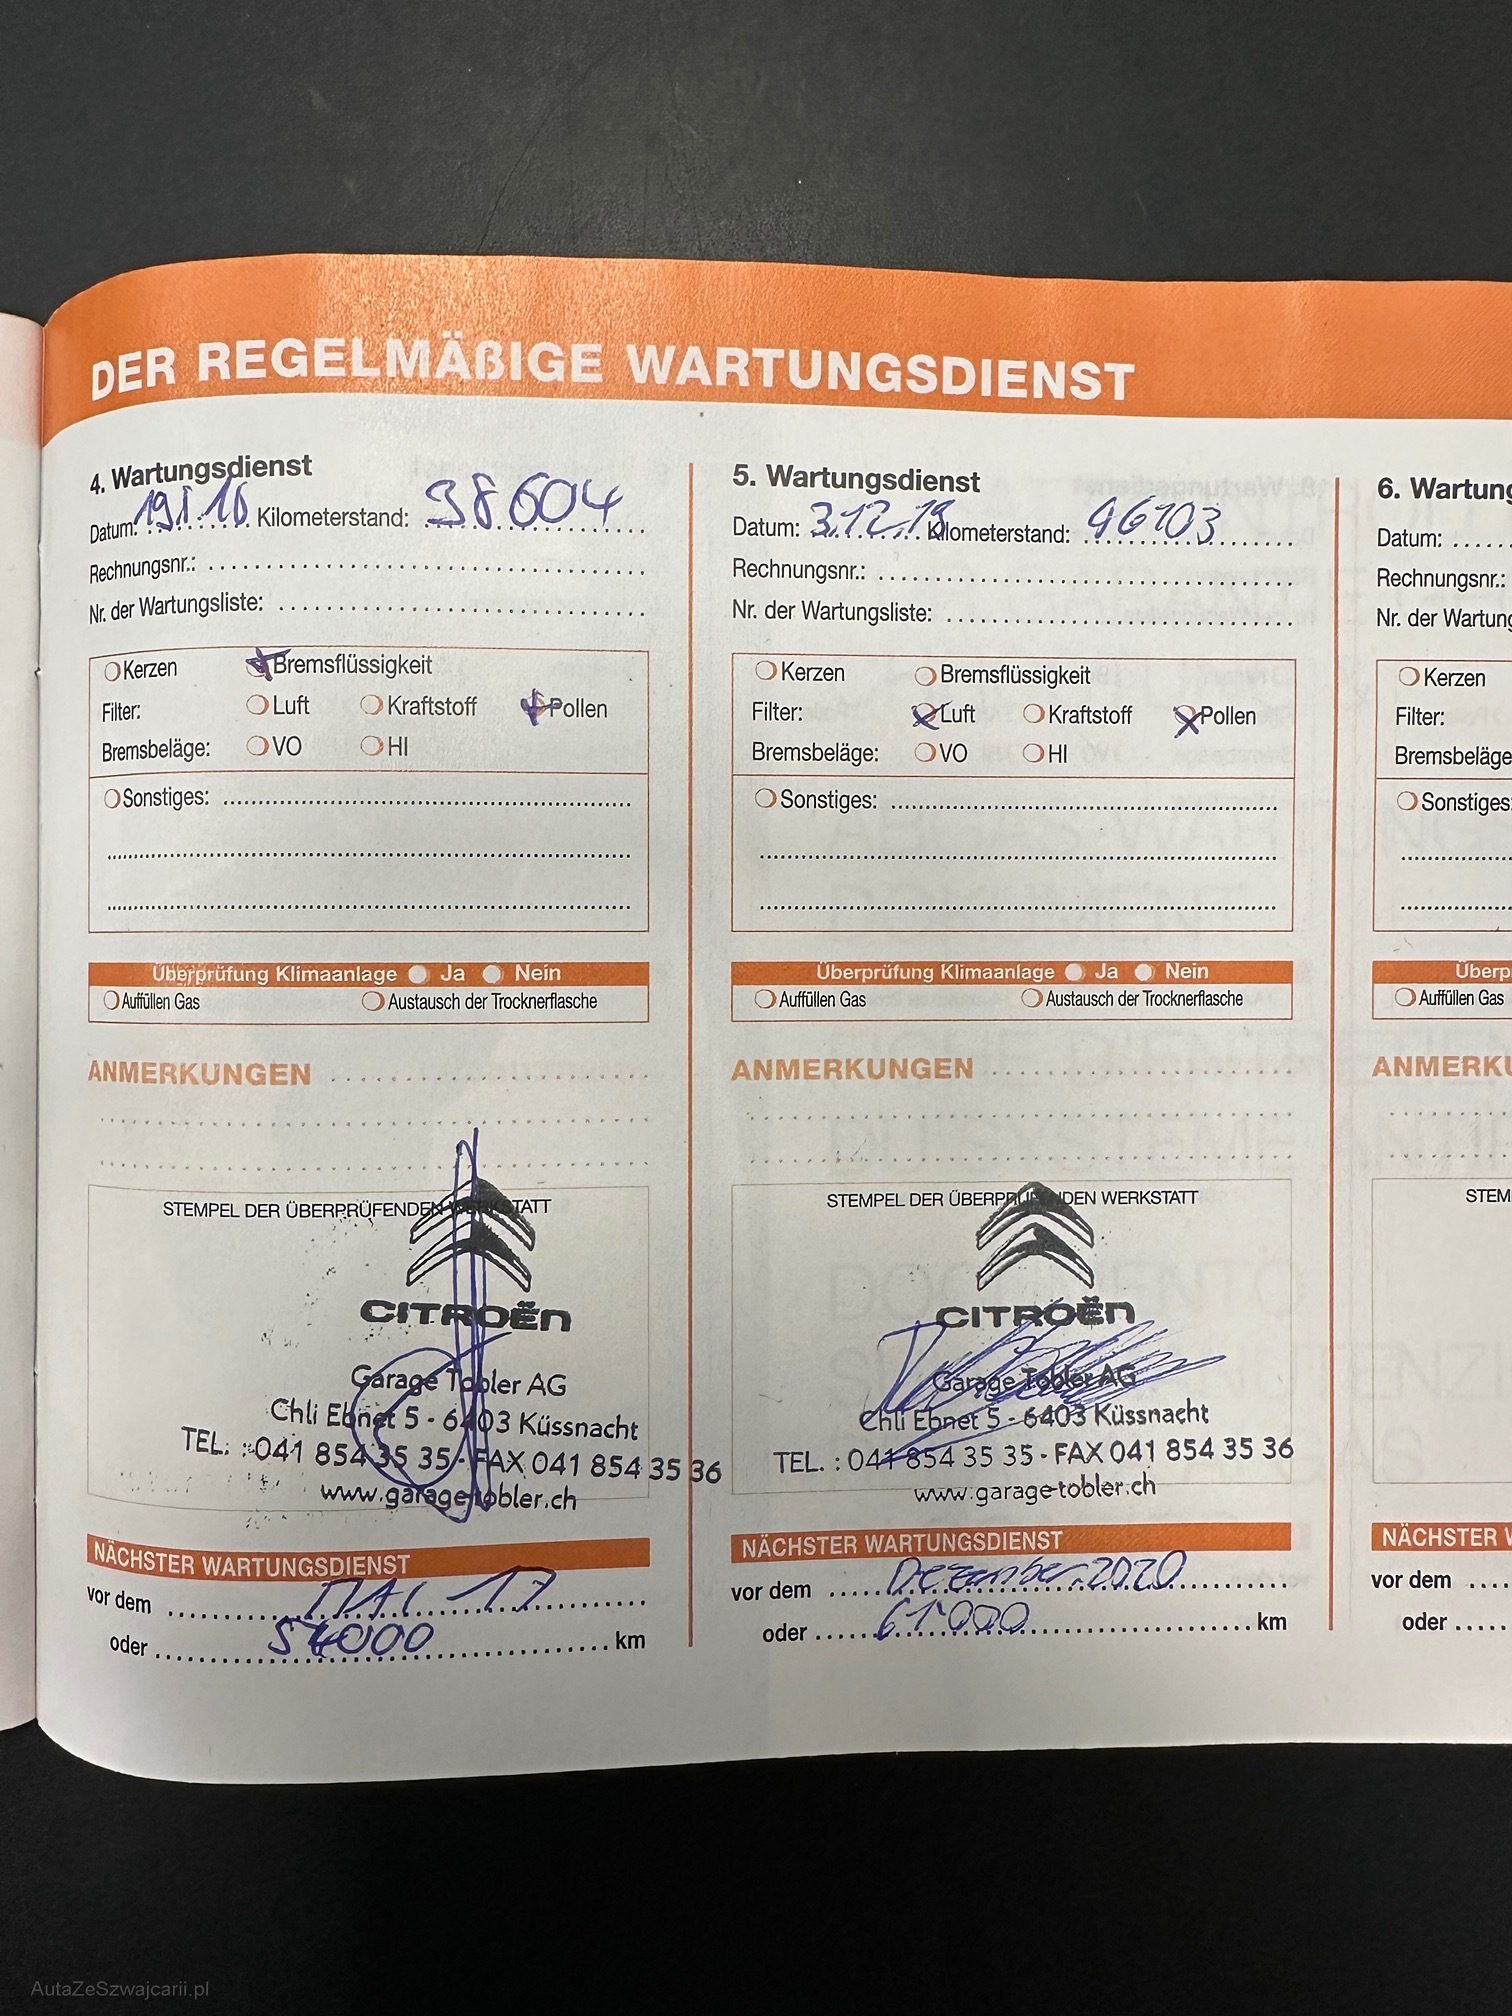 DER REGELMÄßIGE WARTUNGSDIENST
4. Wartungsdienst
Datum: Kilometerstand: 38604
Rechnungsnr.:
Nr. der Wartungsliste:
Kerzen Bremsflüssigkeit
Filter: Luft Kraftstoff Pollen
Bremsbeläge: VO HI
Sonstiges:
Überprüfung Klimaanlage Ja Nein
Auffüllen Gas Austausch der Trocknerflasche
ANMERKUNGEN
STEMPEL DER ÜBERPRÜFENDEN WERKSTATT
CITROËN
Garage Tobler AG
Chli Ebnet 5 - 6403 Küssnacht
TEL. : 041 854 35 35 - FAX 041 854 35 36
www.garage-tobler.ch
NÄCHSTER WARTUNGSDIENST
vor dem MAI 17
oder 54000 km
5. Wartungsdienst
Datum: 3.12.19 Kilometerstand: 46103
Rechnungsnr.:
Nr. der Wartungsliste:
Kerzen Bremsflüssigkeit
Filter: Luft Kraftstoff Pollen
Bremsbeläge: VO HI
Sonstiges:
Überprüfung Klimaanlage Ja Nein
Auffüllen Gas Austausch der Trocknerflasche
ANMERKUNGEN
STEMPEL DER ÜBERPRÜFENDEN WERKSTATT
CITROËN
Garage Tobler AG
Chli Ebnet 5 - 6403 Küssnacht
TEL. : 041 854 35 35 - FAX 041 854 35 36
www.garage-tobler.ch
NÄCHSTER WARTUNGSDIENST
vor dem Dezember 2020
oder 61'000 km
6. Wartung
Datum:
Rechnungsnr.:
Nr. der Wartung
Kerzen
Filter:
Bremsbeläge
Sonstiges:
Überp
Auffüllen Gas
ANMERKU
STEM
NÄCHSTER W
vor dem
oder
AutaZeSzwajcarii.pl